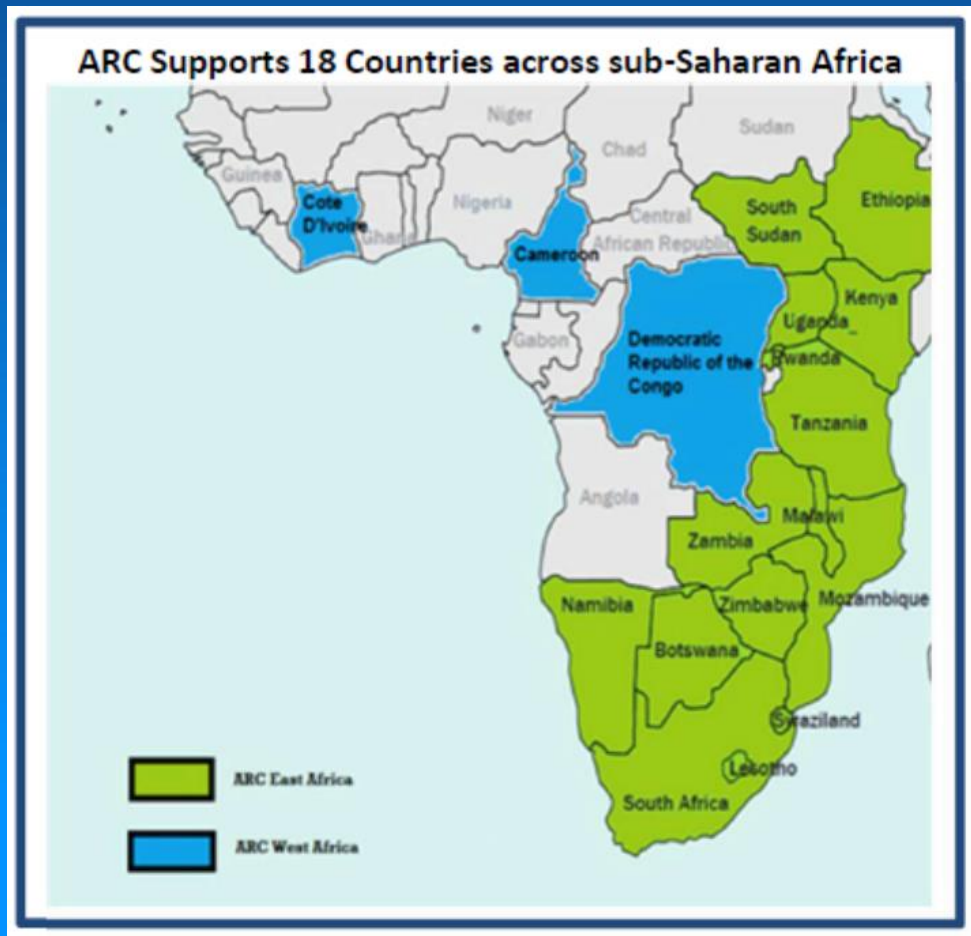 ARC Supports 18 Countries across sub-Saharan Africa
Niger
Sudan
Chad
Guinea
Cote
D'Ivoire
Ghana
Nigeria
Central
African Republic
South
Sudan
Ethiopia
Cameroon
Kenya
Uganda
Gabon
Democratic
Republic of the
Congo
Rwanda
Tanzania
Angola
Malawi
Zambia
Namibia
Zimbabwe
Mozambique
Botswana
Swaziland
Lesotho
South Africa
ARC East Africa
ARC West Africa